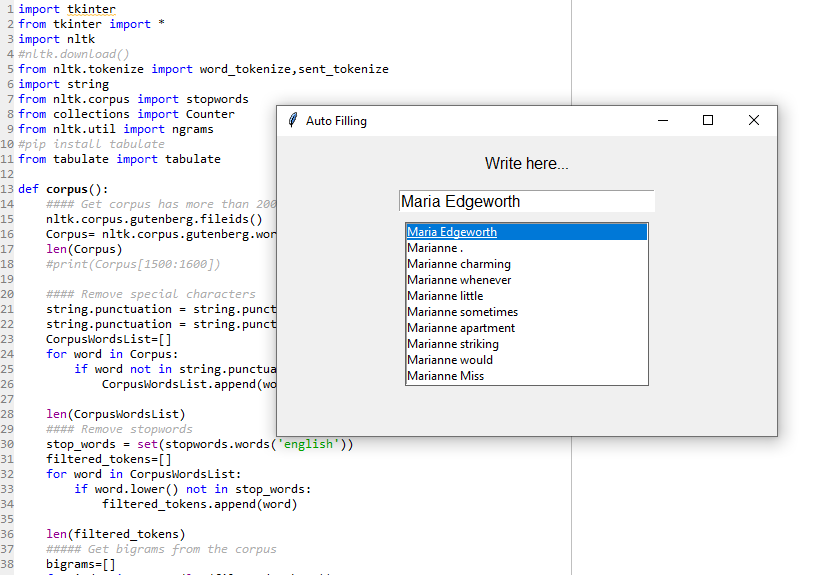 1 import tkinter
2 from tkinter import *
3 import nltk
4 #nltk.download()
5 from nltk.tokenize import word_tokenize,sent_tokenize
6 import string
7 from nltk.corpus import stopwords
8 from collections import Counter
9 from nltk.util import ngrams
10 #pip install tabulate
11 from tabulate import tabulate
12
13 def corpus():
14 #### Get corpus has more than 200
15 nltk.corpus.gutenberg.fileids()
16 Corpus= nltk.corpus.gutenberg.wor
17 len(Corpus)
18 #print(Corpus[1500:1600])
19
20 #### Remove special characters
21 string.punctuation = string.punct
22 string.punctuation = string.punct
23 CorpusWordsList=[]
24 for word in Corpus:
25 if word not in string.punctua
26 CorpusWordsList.append(wo
27
28 len(CorpusWordsList)
29 #### Remove stopwords
30 stop_words = set(stopwords.words('english'))
31 filtered_tokens=[]
32 for word in CorpusWordsList:
33 if word.lower() not in stop_words:
34 filtered_tokens.append(word)
35
36 len(filtered_tokens)
37 ##### Get bigrams from the corpus
38 bigrams=[]
Auto Filling
Write here...
Maria Edgeworth
Maria Edgeworth
Marianne .
Marianne charming
Marianne whenever
Marianne little
Marianne sometimes
Marianne apartment
Marianne striking
Marianne would
Marianne Miss